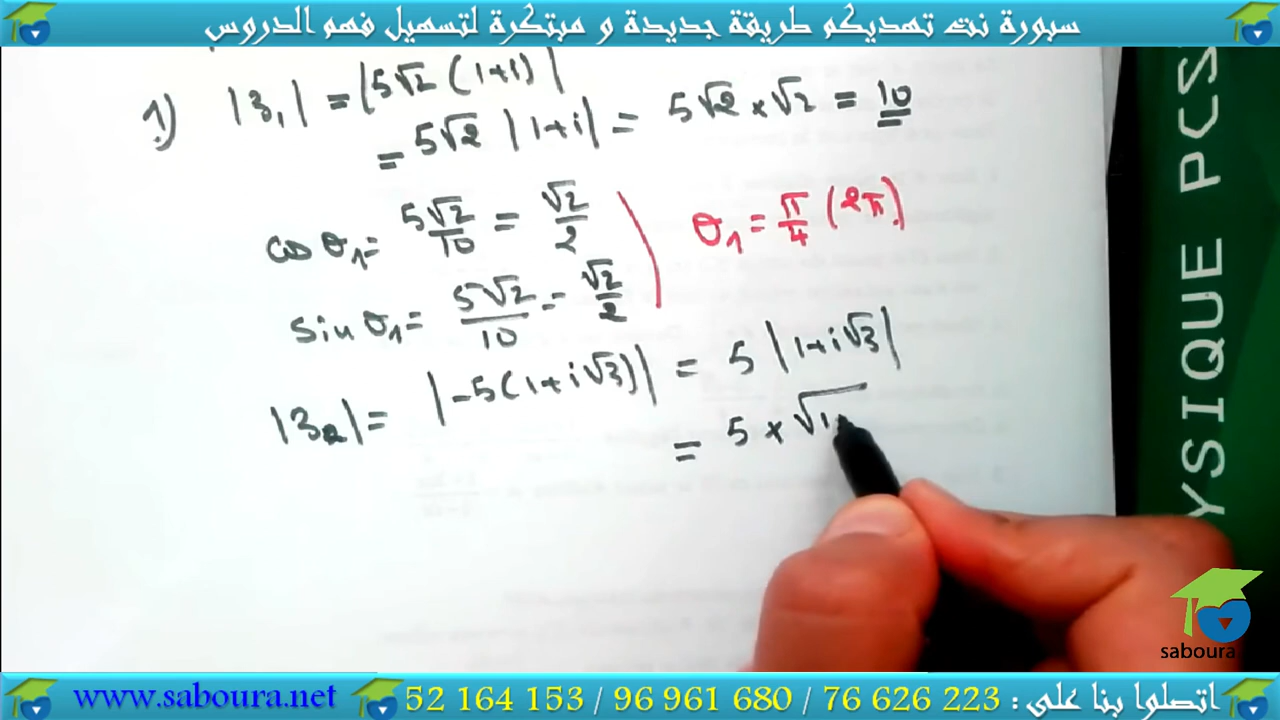 سبورة نت تهديكم طريقة جديدة و مبتكرة لتسهيل فهم الدروس
1) |z₁| = |5√2 (1+i)|
= 5√2 |1+i| = 5√2 × √2 = 10
cos θ₁ = 5√2/10 = √2/2
θ₁ = π/4 (2π)
sin θ₁ = 5√2/10 = √2/2
|z₂| = |-5(1+i√3)| = 5 |1+i√3|
= 5 × √1
YSIQUE PCS
saboura.net
www.saboura.net 52 164 153 / 96 961 680 / 76 626 223 : اتصلوا بنا على